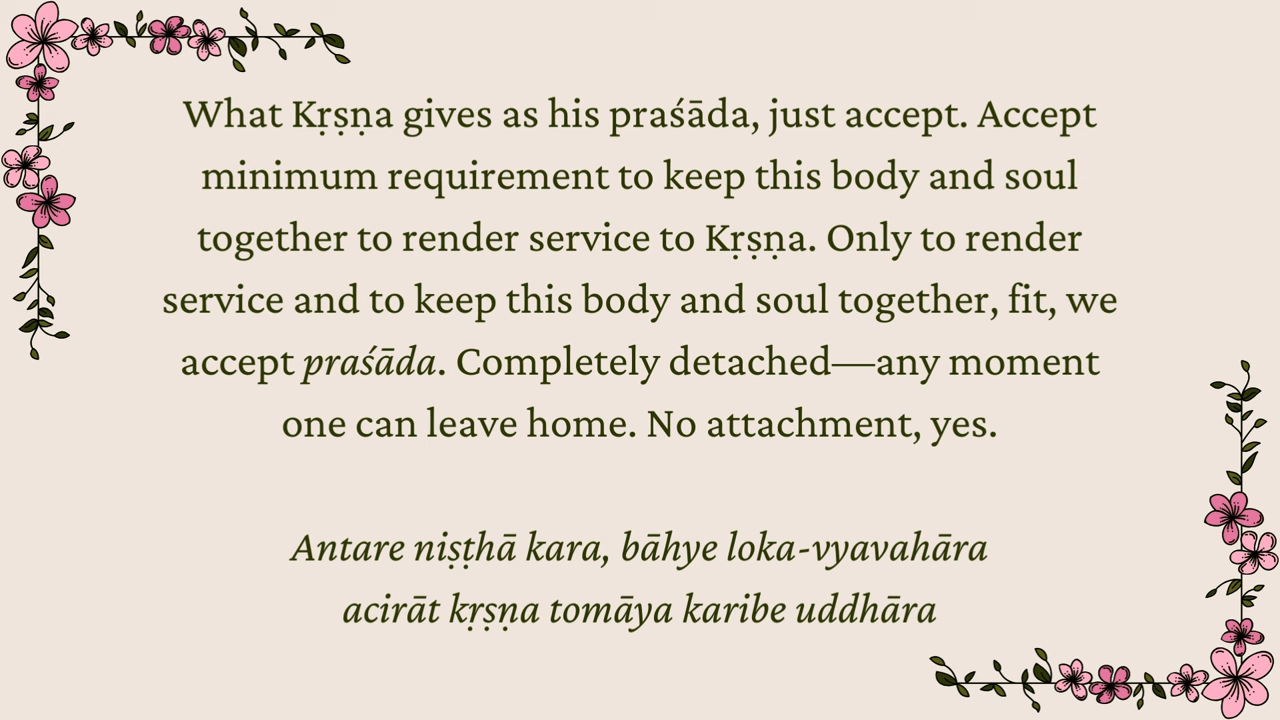 What Kṛṣṇa gives as his praśāda, just accept. Accept
minimum requirement to keep this body and soul
together to render service to Kṛṣṇa. Only to render
service and to keep this body and soul together, fit, we
accept praśāda. Completely detached—any moment
one can leave home. No attachment, yes.
Antare niṣṭhā kara, bāhye loka-vyavahāra
acirāt kṛṣṇa tomāya karibe uddhāra